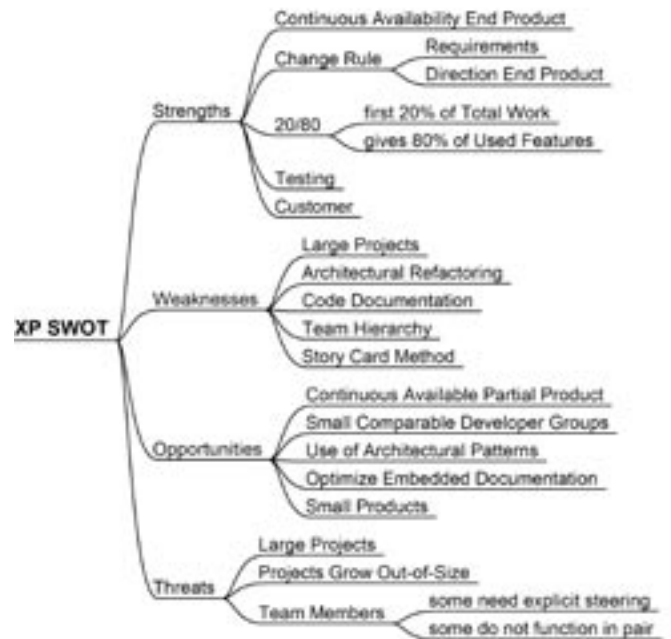 XP SWOT
Strengths
Continuous Availability End Product
Change Rule
Requirements
Direction End Product
20/80
first 20% of Total Work
gives 80% of Used Features
Testing
Customer
Weaknesses
Large Projects
Architectural Refactoring
Code Documentation
Team Hierarchy
Story Card Method
Opportunities
Continuous Available Partial Product
Small Comparable Developer Groups
Use of Architectural Patterns
Optimize Embedded Documentation
Small Products
Threats
Large Projects
Projects Grow Out-of-Size
Team Members
some need explicit steering
some do not function in pair